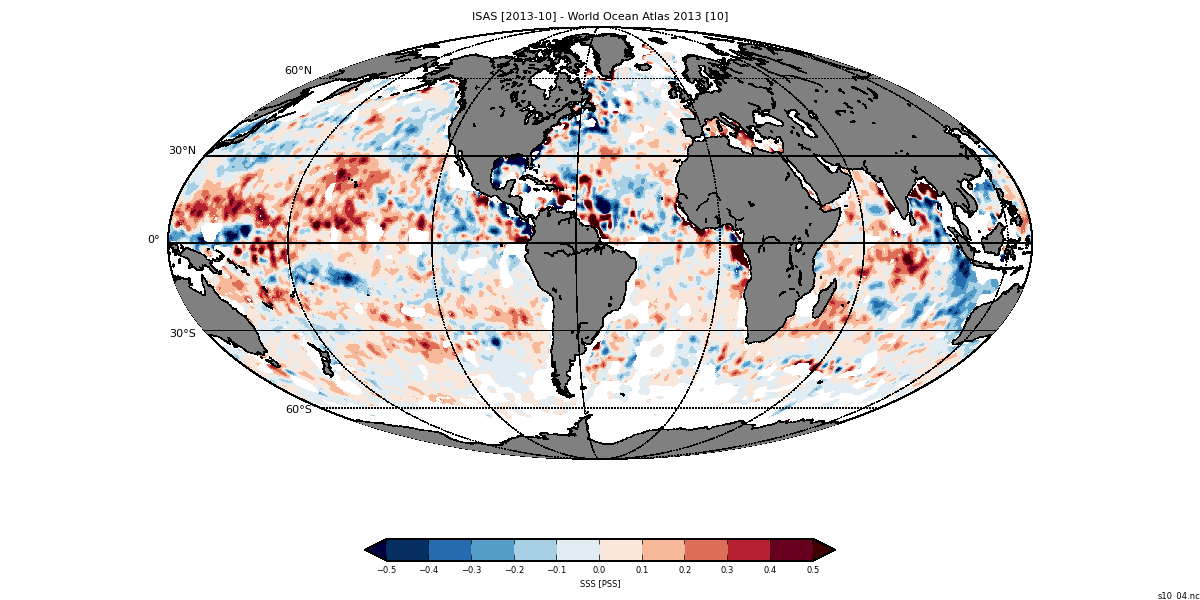 ISAS [2013-10] - World Ocean Atlas 2013 [10]
60°N
30°N
0°
30°S
60°S
−0.5 −0.4 −0.3 −0.2 −0.1 0.0 0.1 0.2 0.3 0.4 0.5
SSS [PSS]
s10_04.nc